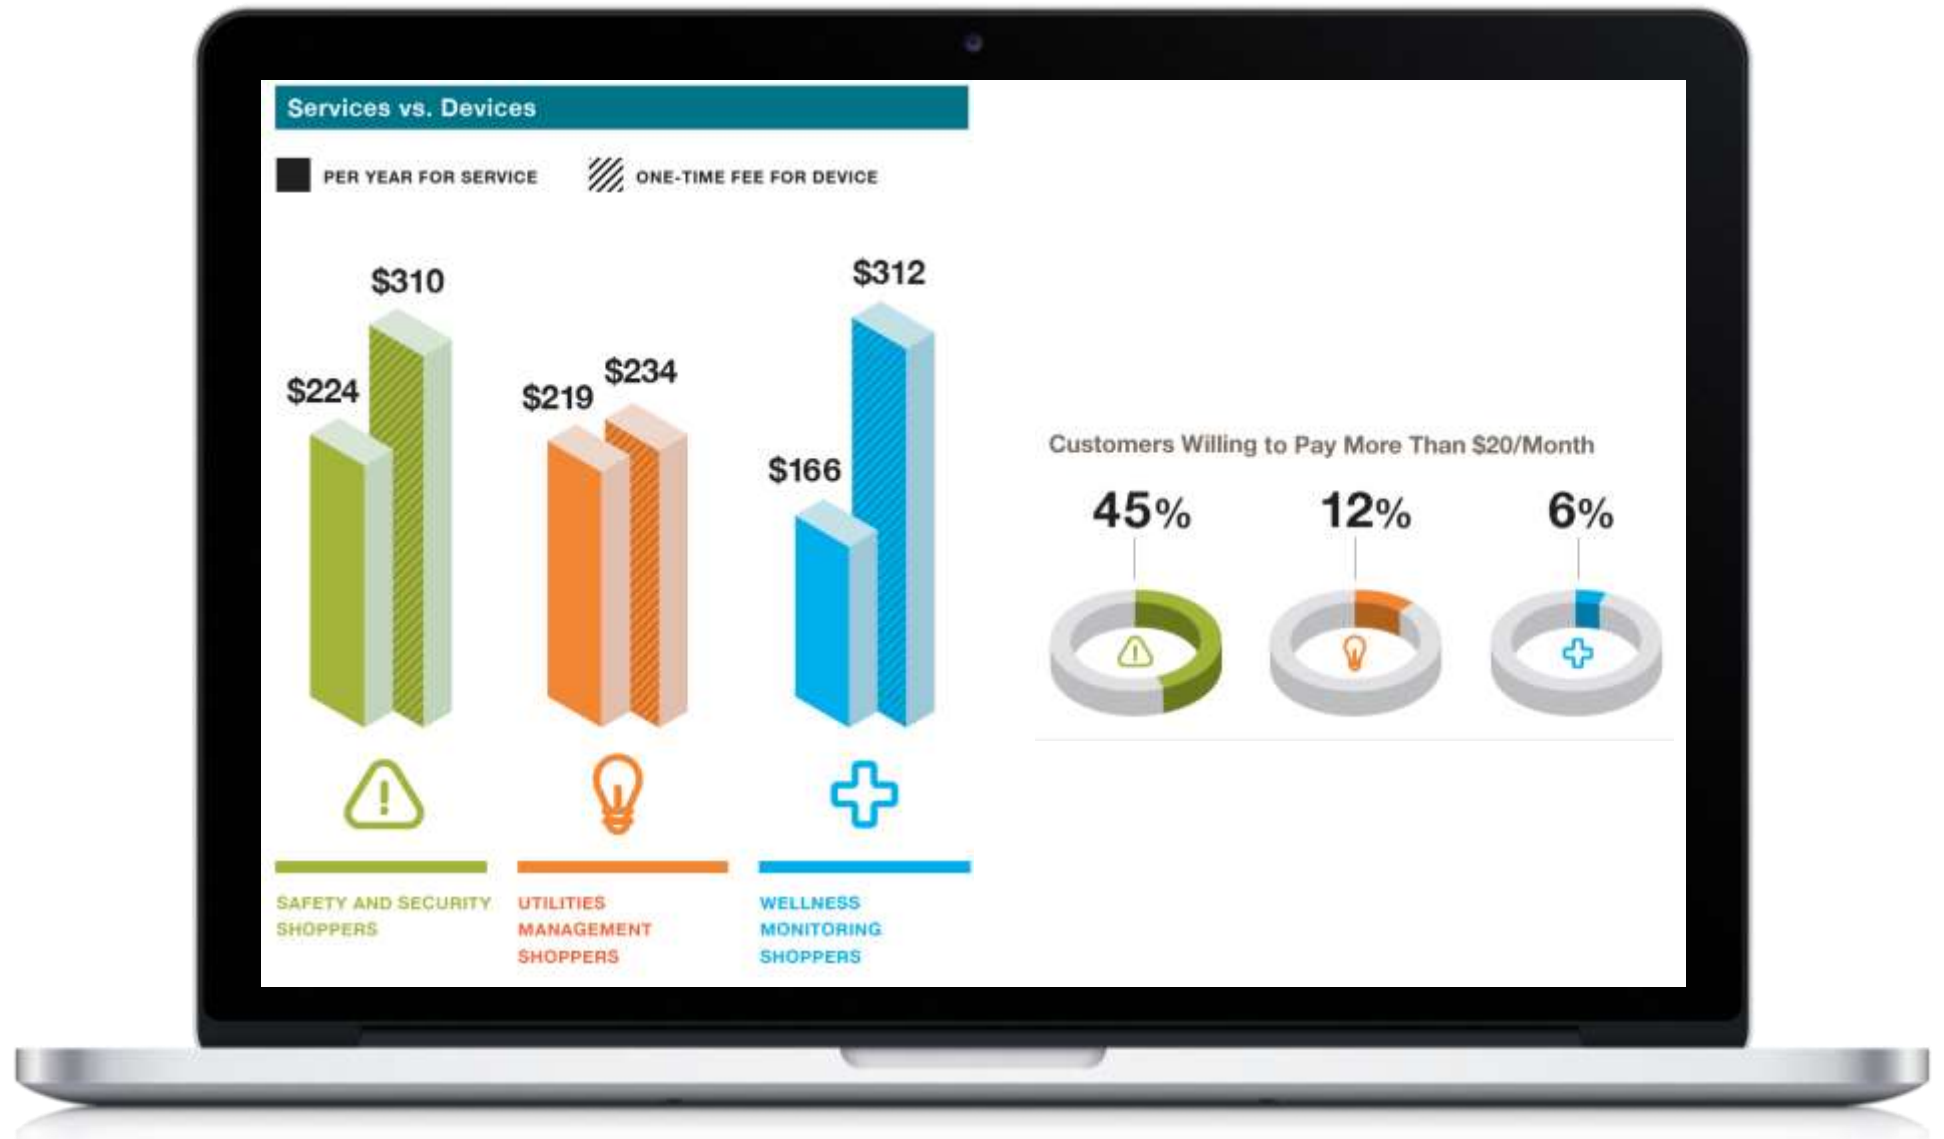 Services vs. Devices
PER YEAR FOR SERVICE
ONE-TIME FEE FOR DEVICE
$310
$224
$219
$234
$312
$166
SAFETY AND SECURITY
SHOPPERS
UTILITIES
MANAGEMENT
SHOPPERS
WELLNESS
MONITORING
SHOPPERS
Customers Willing to Pay More Than $20/Month
45%
12%
6%